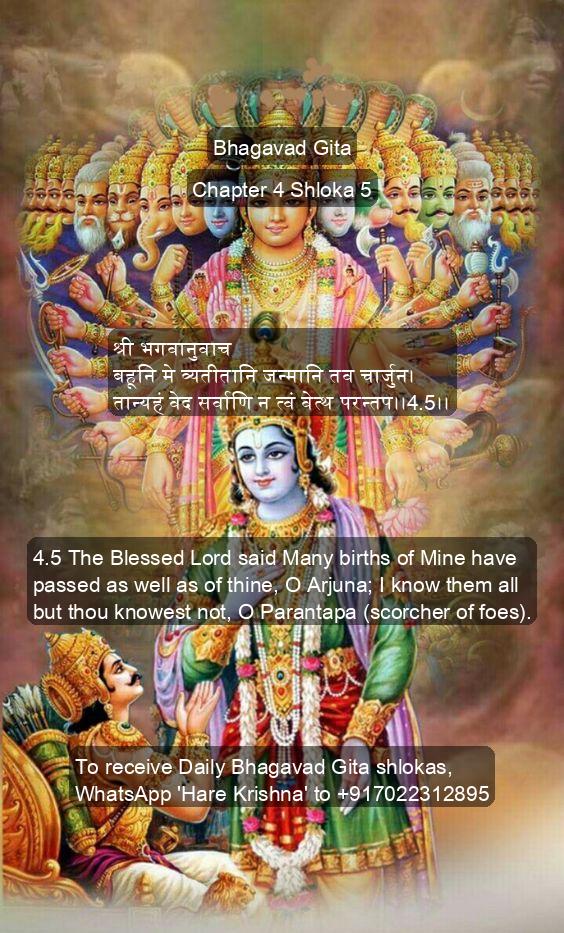 Bhagavad Gita
Chapter 4 Shloka 5
श्री भगवानुवाच
बहूनि मे व्यतीतानि जन्मानि तव चार्जुन।
तान्यहं वेद सर्वाणि न त्वं वेत्थ परन्तप।।4.5।।
4.5 The Blessed Lord said Many births of Mine have
passed as well as of thine, O Arjuna; I know them all
but thou knowest not, O Parantapa (scorcher of foes).
To receive Daily Bhagavad Gita shlokas,
WhatsApp 'Hare Krishna' to +917022312895